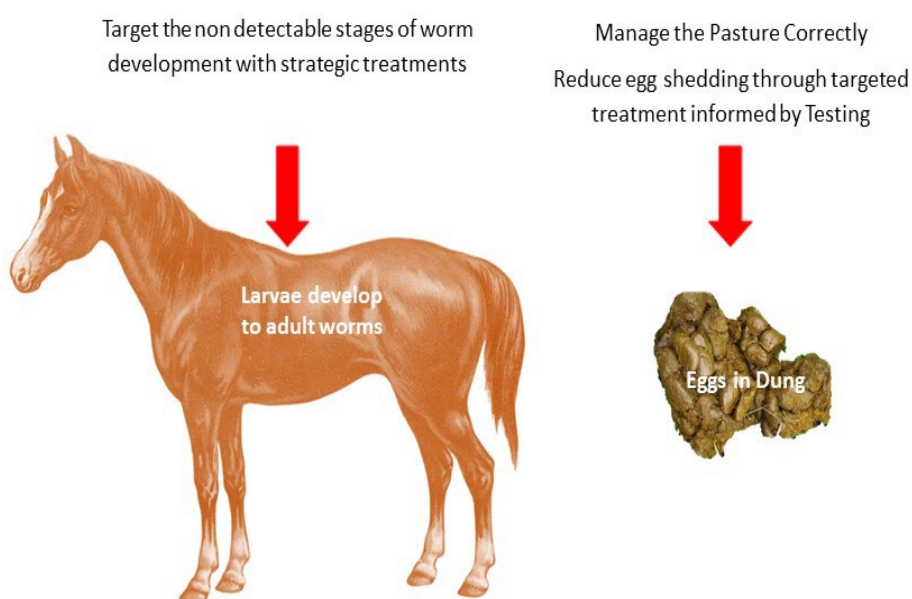 Target the non detectable stages of worm
development with strategic treatments
Manage the Pasture Correctly
Reduce egg shedding through targeted
treatment informed by Testing
Larvae develop
to adult worms
Eggs in Dung